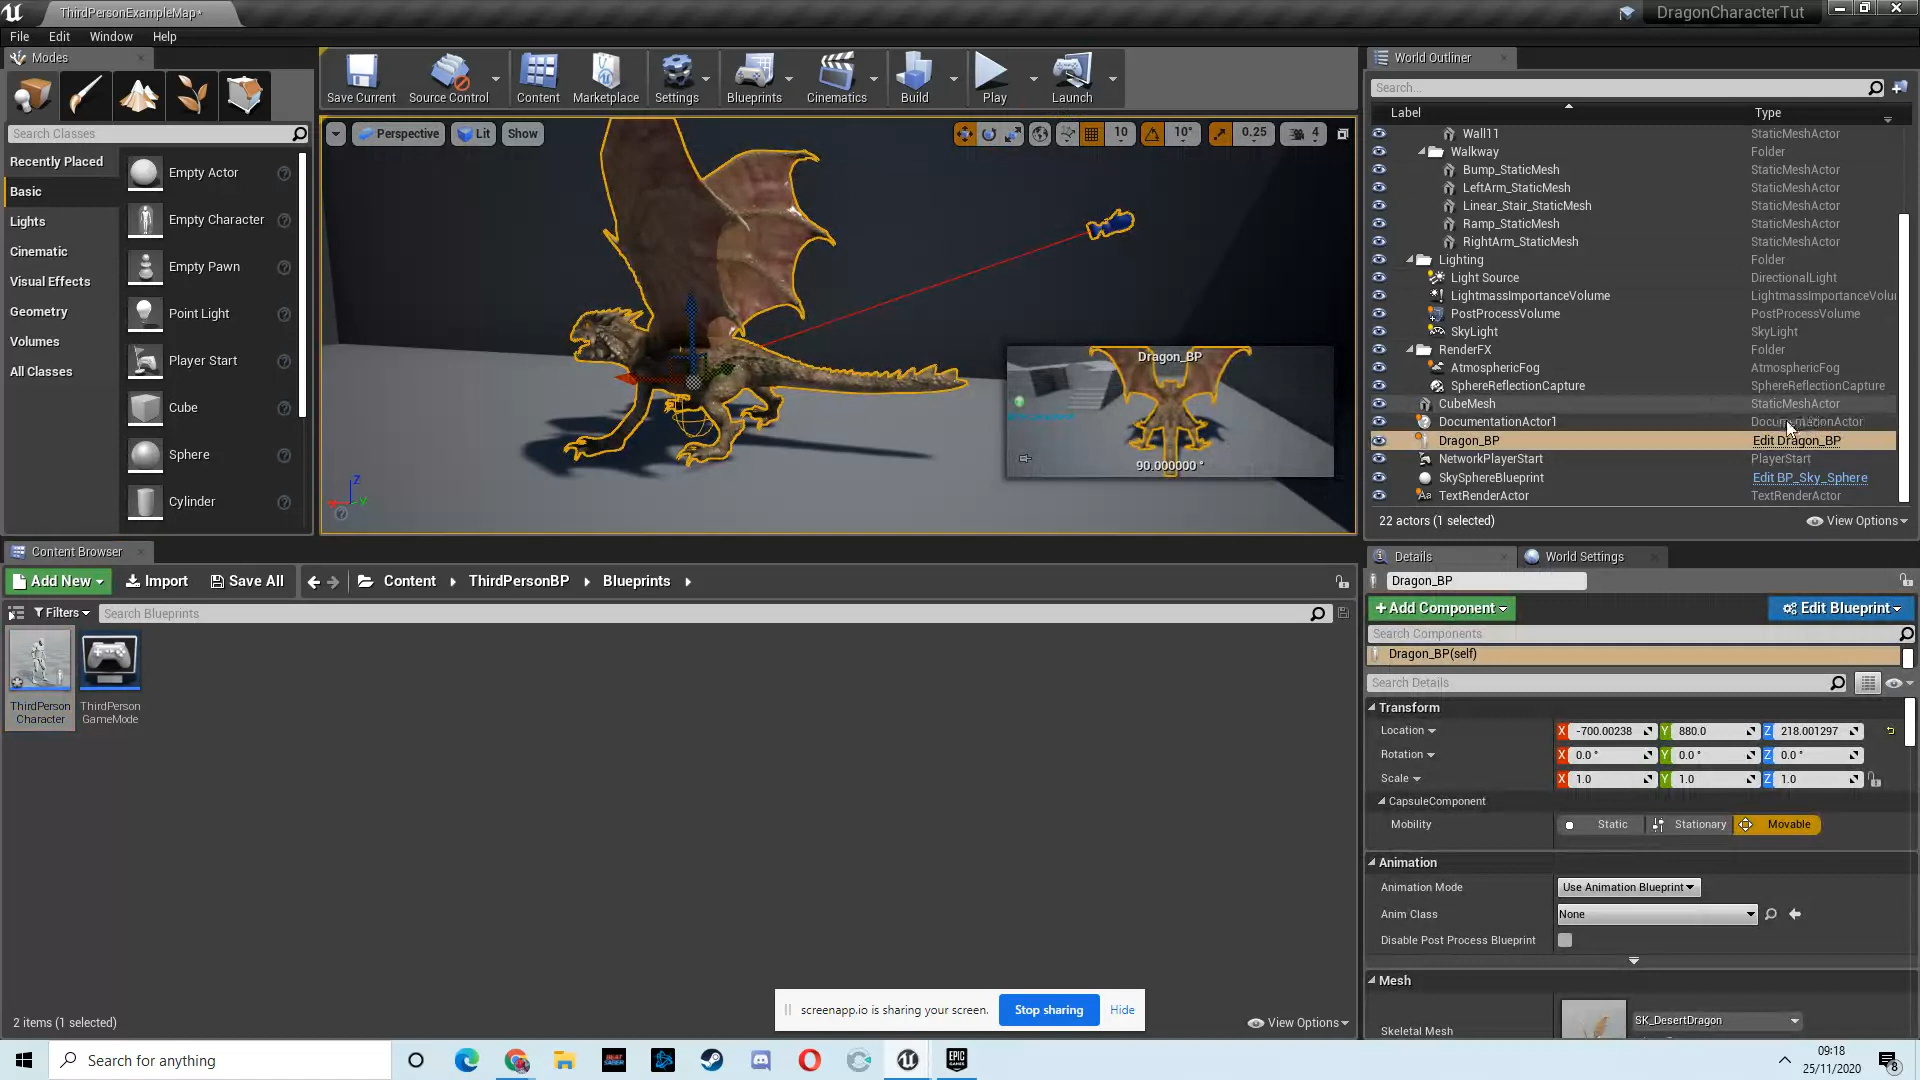 ThirdPersonExampleMap*
DragonCharacterTut
File Edit Window Help
Modes
Search Classes
Recently Placed
Basic
Lights
Cinematic
Visual Effects
Geometry
Volumes
All Classes
Empty Actor
Empty Character
Empty Pawn
Point Light
Player Start
Cube
Sphere
Cylinder
Save Current Source Control Content Marketplace Settings Blueprints Cinematics Build Play Launch
Perspective Lit Show
10 10° 0.25 4
Dragon_BP
90.000000 °
Z
X Y
World Outliner
Search...
Label Type
Wall11 StaticMeshActor
Walkway Folder
Bump_StaticMesh StaticMeshActor
LeftArm_StaticMesh StaticMeshActor
Linear_Stair_StaticMesh StaticMeshActor
Ramp_StaticMesh StaticMeshActor
RightArm_StaticMesh StaticMeshActor
Lighting Folder
Light Source DirectionalLight
LightmassImportanceVolume LightmassImportanceVolu
PostProcessVolume PostProcessVolume
SkyLight SkyLight
RenderFX Folder
AtmosphericFog AtmosphericFog
SphereReflectionCapture SphereReflectionCapture
CubeMesh StaticMeshActor
DocumentationActor1 DocumentationActor
Dragon_BP Edit Dragon_BP
NetworkPlayerStart PlayerStart
SkySphereBlueprint Edit BP_Sky_Sphere
Aa TextRenderActor TextRenderActor
22 actors (1 selected) View Options
Content Browser
Add New Import Save All Content ThirdPersonBP Blueprints
Filters Search Blueprints
ThirdPerson
Character
ThirdPerson
GameMode
2 items (1 selected) View Options
Details World Settings
Dragon_BP
+Add Component Edit Blueprint
Search Components
Dragon_BP(self)
Search Details
Transform
Location X -700.00238 Y 880.0 Z 218.001297
Rotation X 0.0 ° Y 0.0 ° Z 0.0 °
Scale X 1.0 Y 1.0 Z 1.0
CapsuleComponent
Mobility Static Stationary Movable
Animation
Animation Mode Use Animation Blueprint
Anim Class None
Disable Post Process Blueprint
Mesh
Skeletal Mesh SK_DesertDragon
screenapp.io is sharing your screen. Stop sharing Hide
Search for anything
BEAT
SABER
EPIC
GAMES
09:18
25/11/2020
8